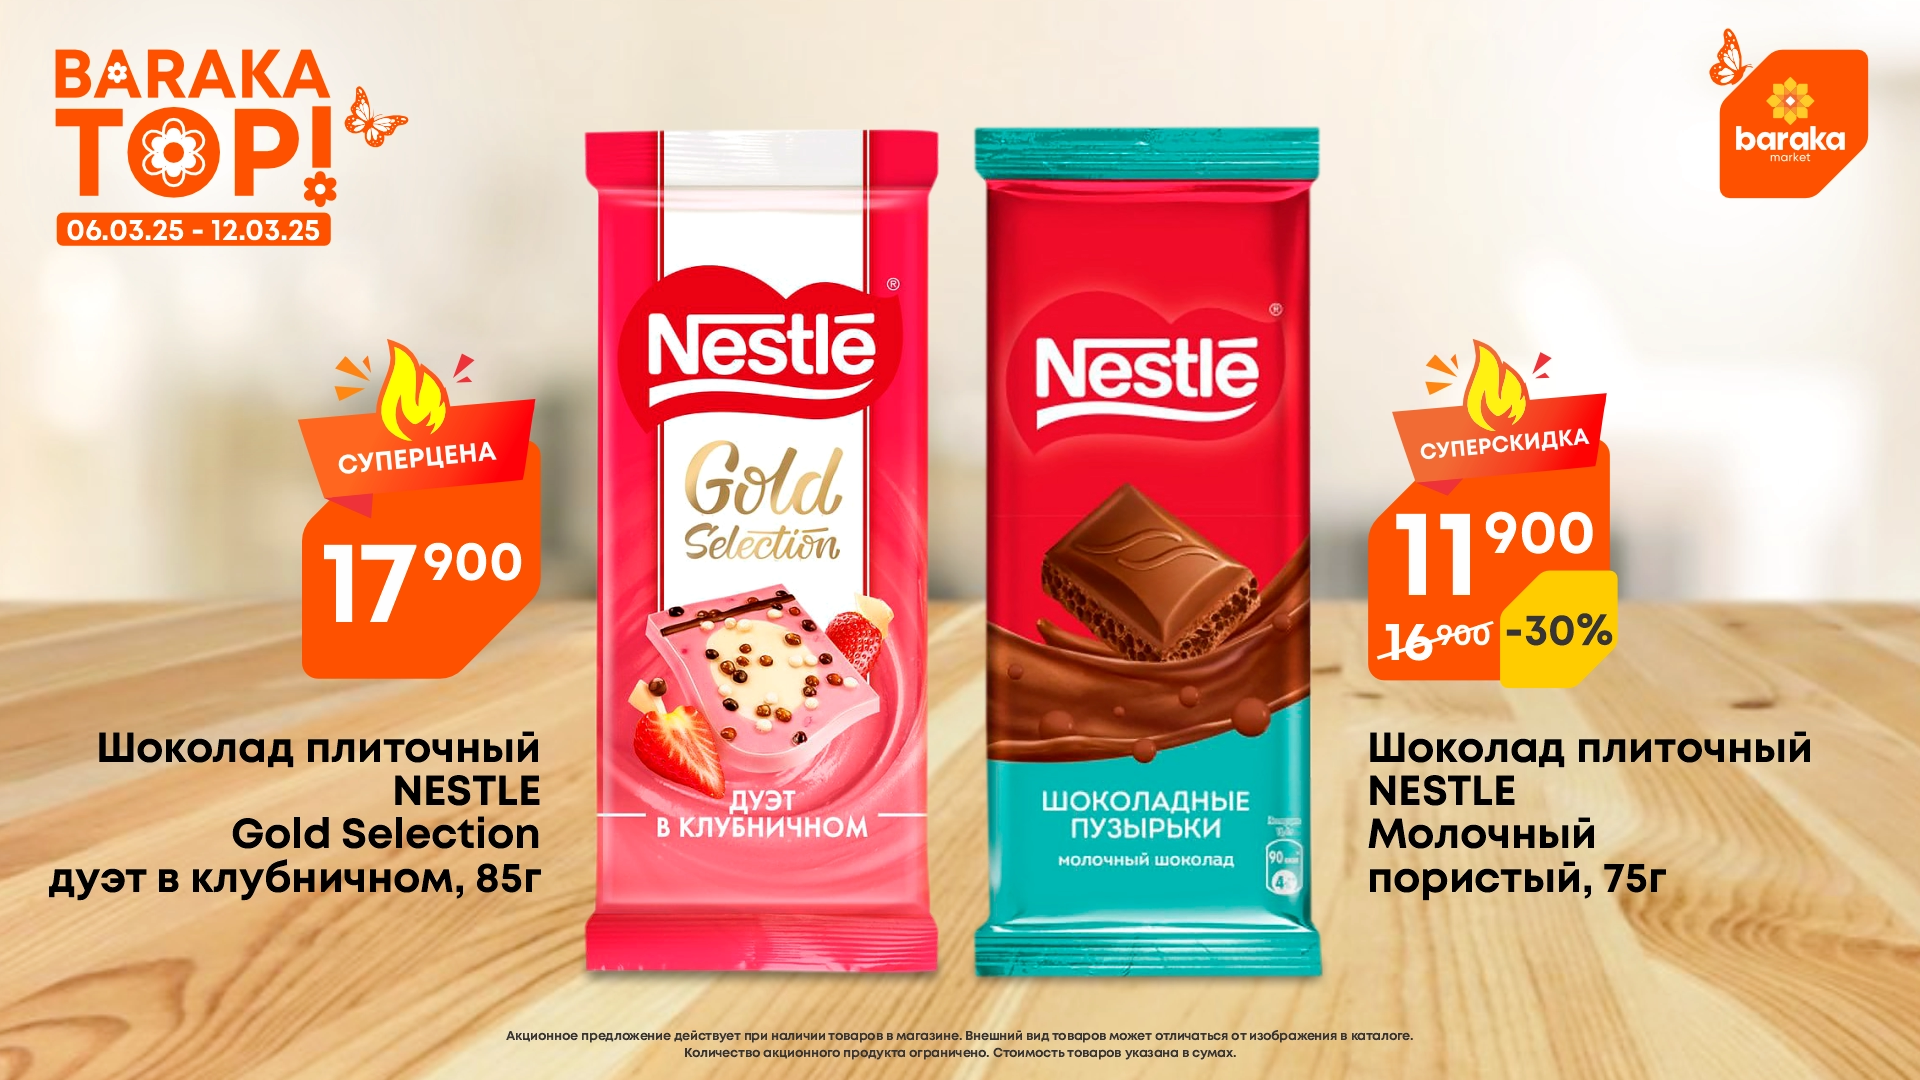 BARAKA
TOP!
06.03.25 - 12.03.25
baraka
market
СУПЕРЦЕНА
17 900
Шоколад плиточный
NESTLE
Gold Selection
дуэт в клубничном, 85г
Nestlé
®
Gold
Selection
ДУЭТ
В КЛУБНИЧНОМ
Nestlé
®
ШОКОЛАДНЫЕ
ПУЗЫРЬКИ
молочный шоколад
90
4
СУПЕРСКИДКА
11 900
16 900
-30%
Шоколад плиточный
NESTLE
Молочный
пористый, 75г
Акционное предложение действует при наличии товаров в магазине. Внешний вид товаров может отличаться от изображения в каталоге.
Количество акционного продукта ограничено. Стоимость товаров указана в сумах.